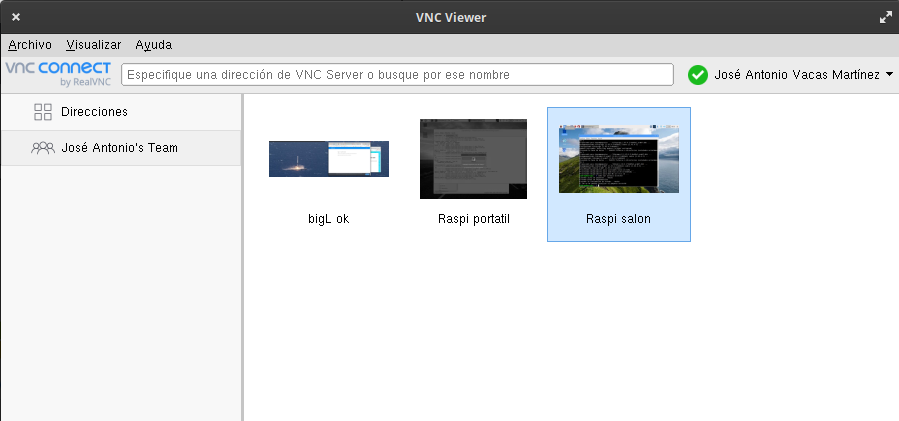 VNC Viewer
Archivo Visualizar Ayuda
VNC CONNECT
by RealVNC
Especifique una dirección de VNC Server o busque por ese nombre
José Antonio Vacas Martínez
Direcciones
José Antonio's Team
bigL ok
Raspi portatil
Raspi salon